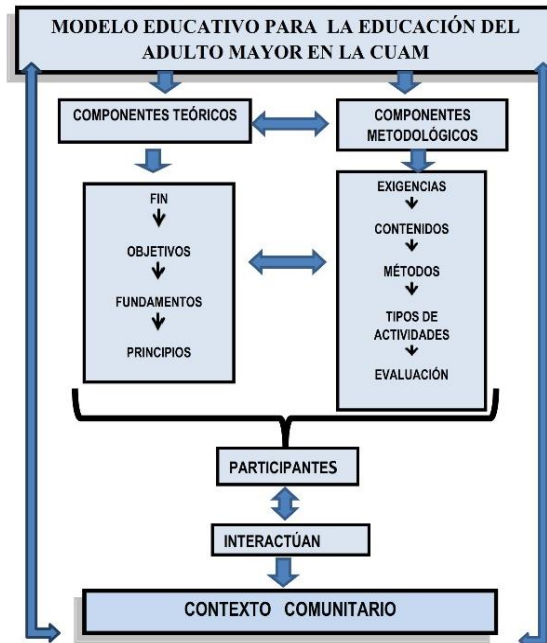 MODELO EDUCATIVO PARA LA EDUCACIÓN DEL
ADULTO MAYOR EN LA CUAM
COMPONENTES TEÓRICOS
COMPONENTES
METODOLÓGICOS
FIN
OBJETIVOS
FUNDAMENTOS
PRINCIPIOS
EXIGENCIAS
CONTENIDOS
MÉTODOS
TIPOS DE
ACTIVIDADES
EVALUACIÓN
PARTICIPANTES
INTERACTÚAN
CONTEXTO COMUNITARIO